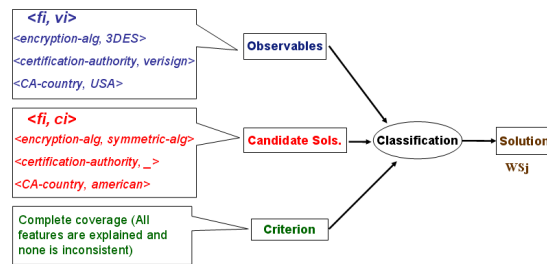 <fi, vi>
<encryption-alg, 3DES>
<certification-authority, verisign>
<CA-country, USA>
Observables
<fi, ci>
<encryption-alg, symmetric-alg>
<certification-authority, _>
<CA-country, american>
Candidate Sols.
Classification
Solution
WSj
Complete coverage (All
features are explained and
none is inconsistent)
Criterion